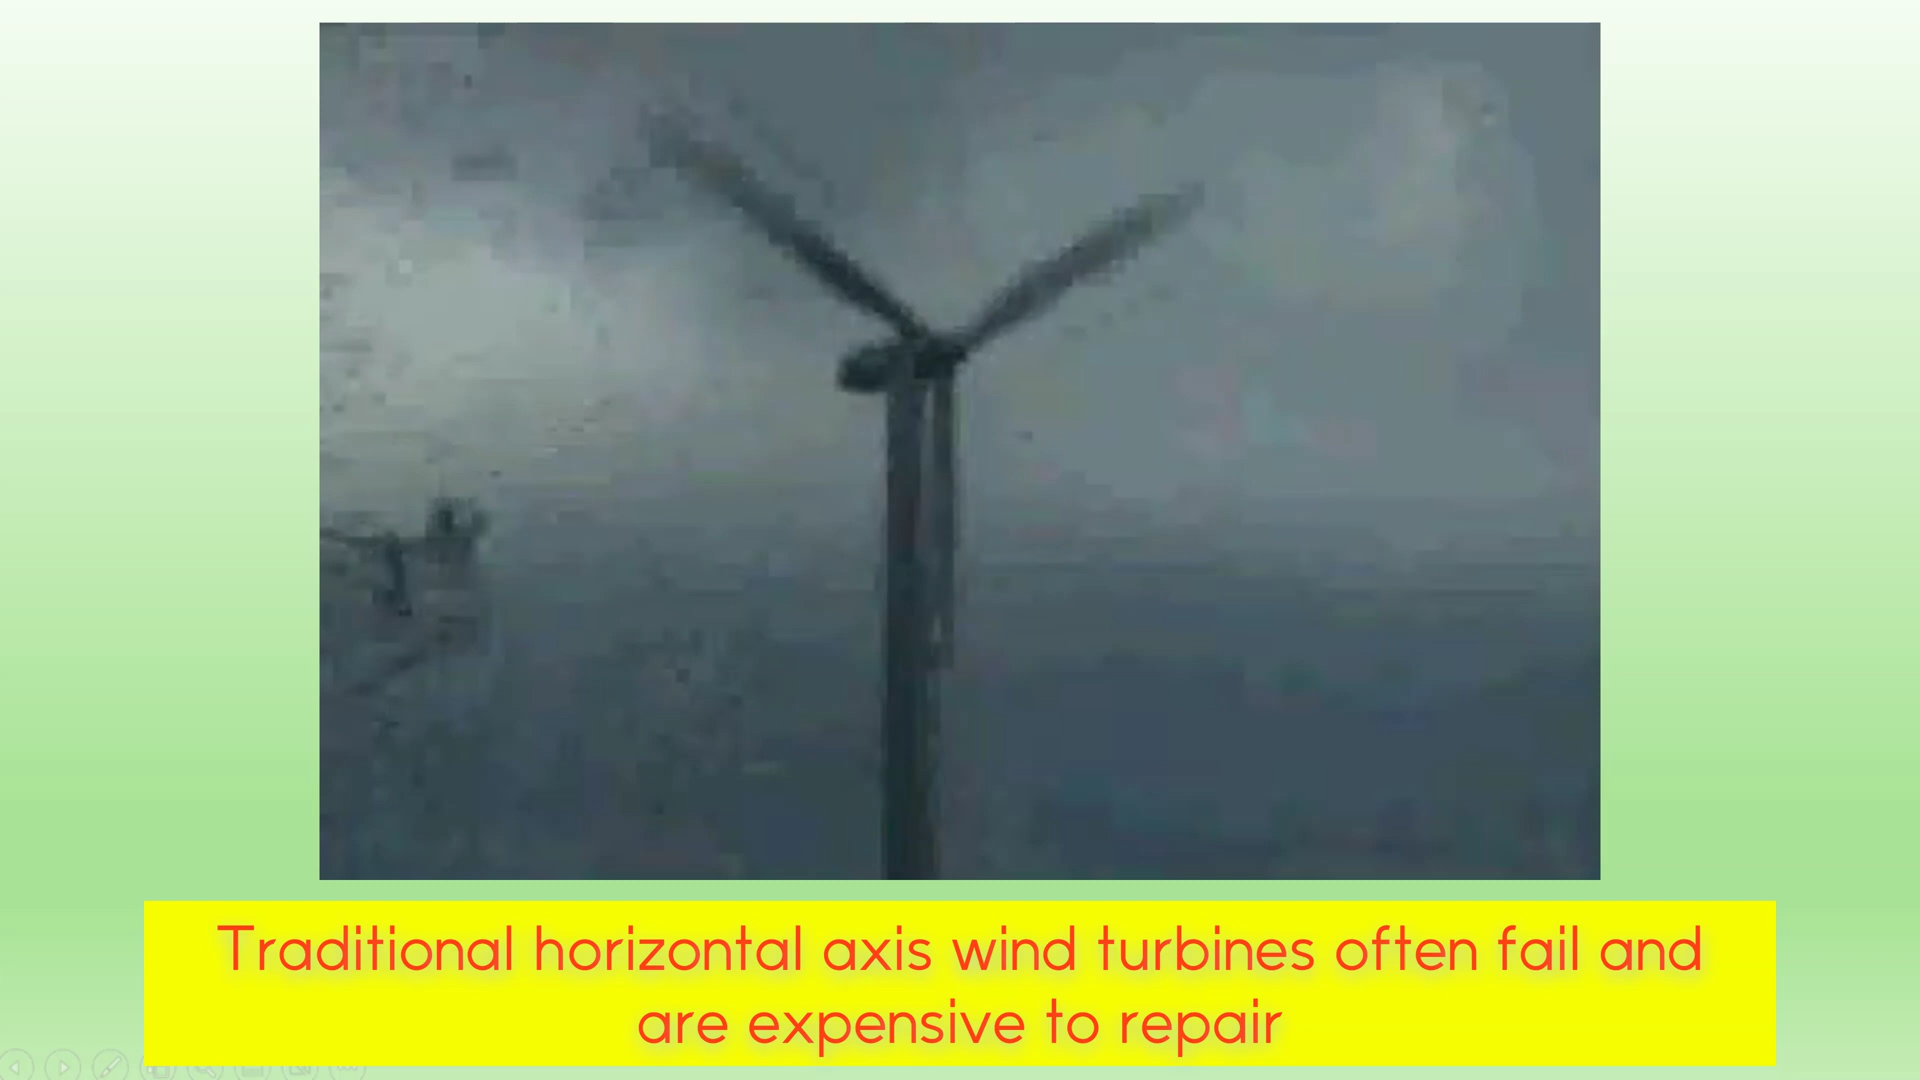 Traditional horizontal axis wind turbines often fail and
are expensive to repair